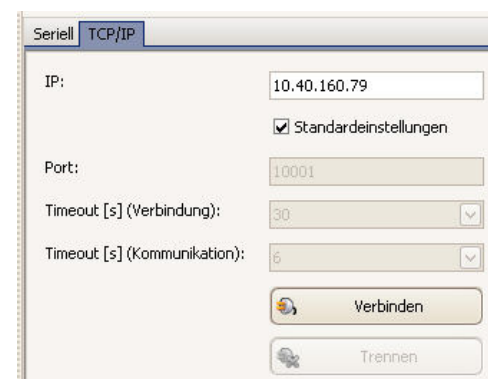 Seriell TCP/IP
IP: 10.40.160.79
Standardeinstellungen
Port: 10001
Timeout [s] (Verbindung): 30
Timeout [s] (Kommunikation): 6
Verbinden
Trennen